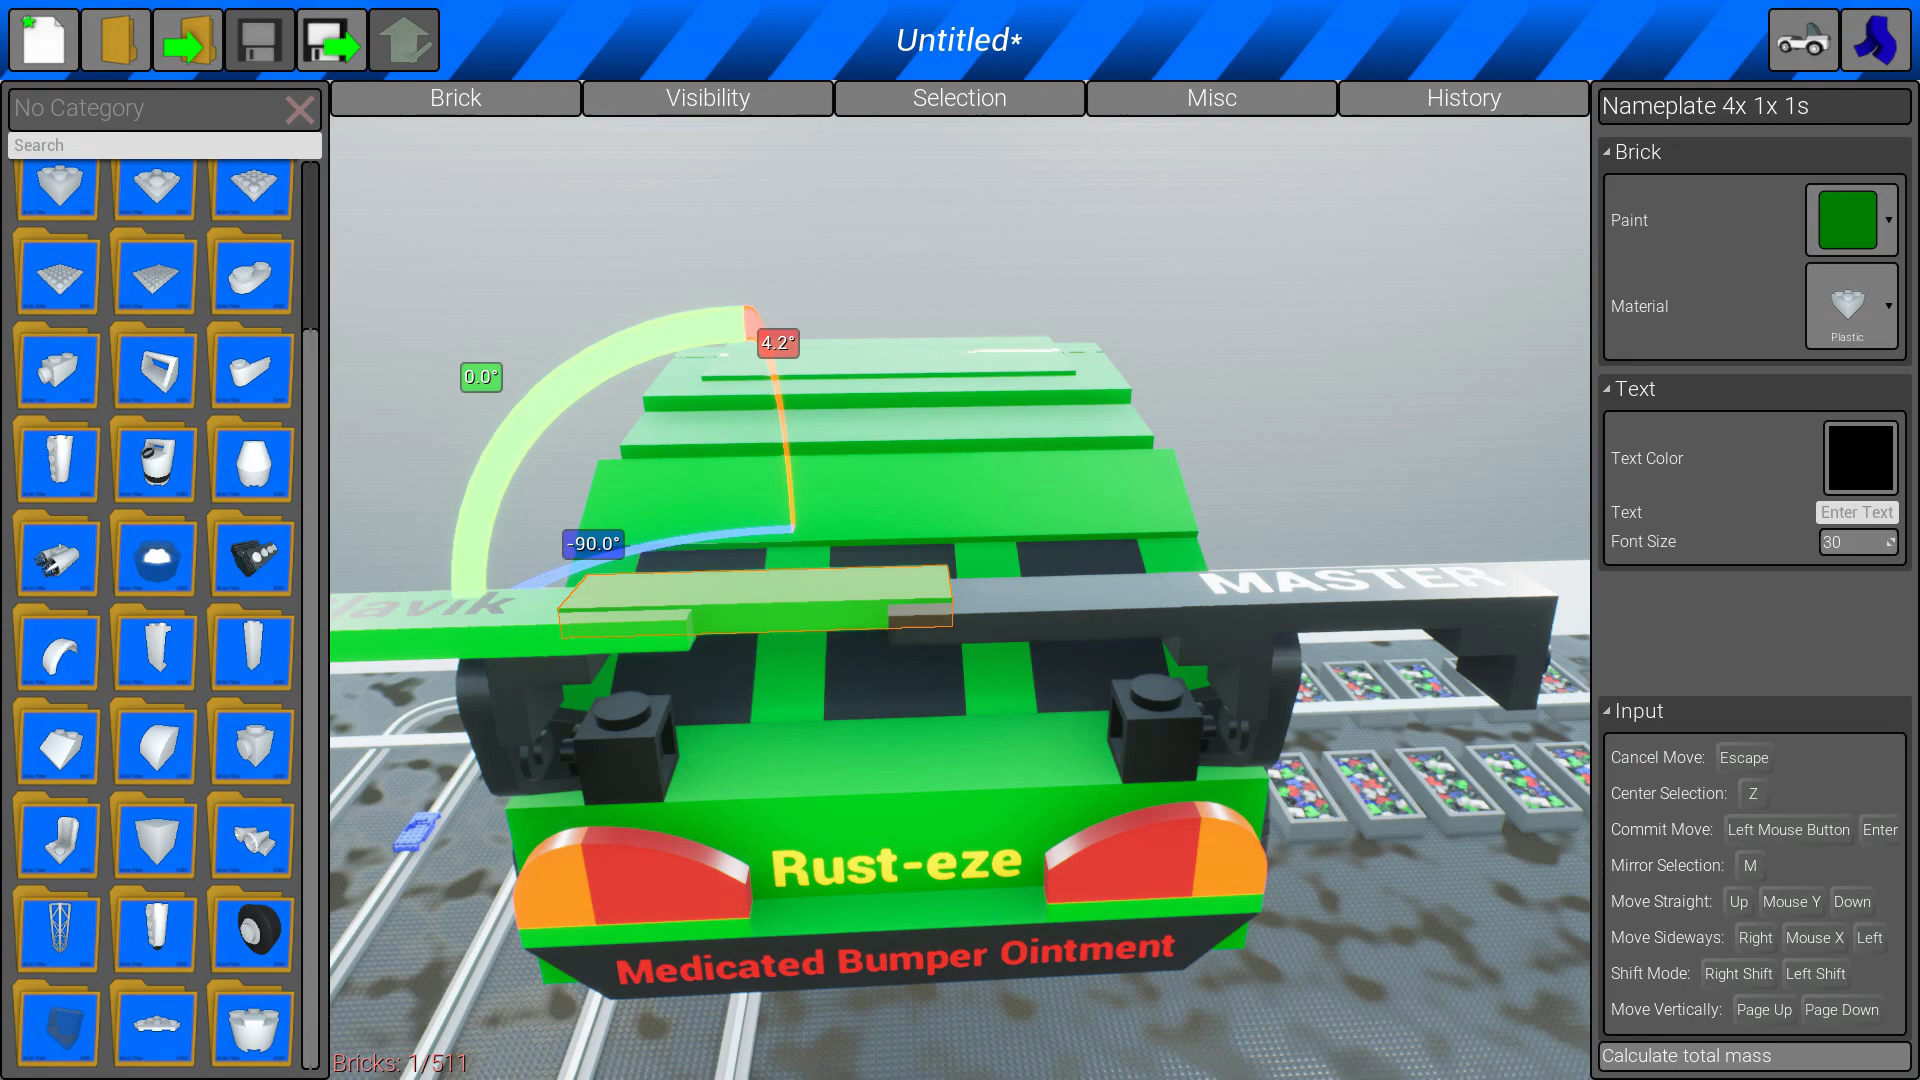 Untitled*
No Category
Search
Brick
Visibility
Selection
Misc
History
Nameplate 4x 1x 1s
Brick
Paint
Material
Plastic
Text
Text Color
Text
Enter Text
Font Size
30
Input
Cancel Move: Escape
Center Selection: Z
Commit Move: Left Mouse Button Enter
Mirror Selection: M
Move Straight: Up Mouse Y Down
Move Sideways: Right Mouse X Left
Shift Mode: Right Shift Left Shift
Move Vertically: Page Up Page Down
Calculate total mass
4.2°
0.0°
-90.0°
MASTER
Rust-eze
Medicated Bumper Ointment
Bricks: 1/511